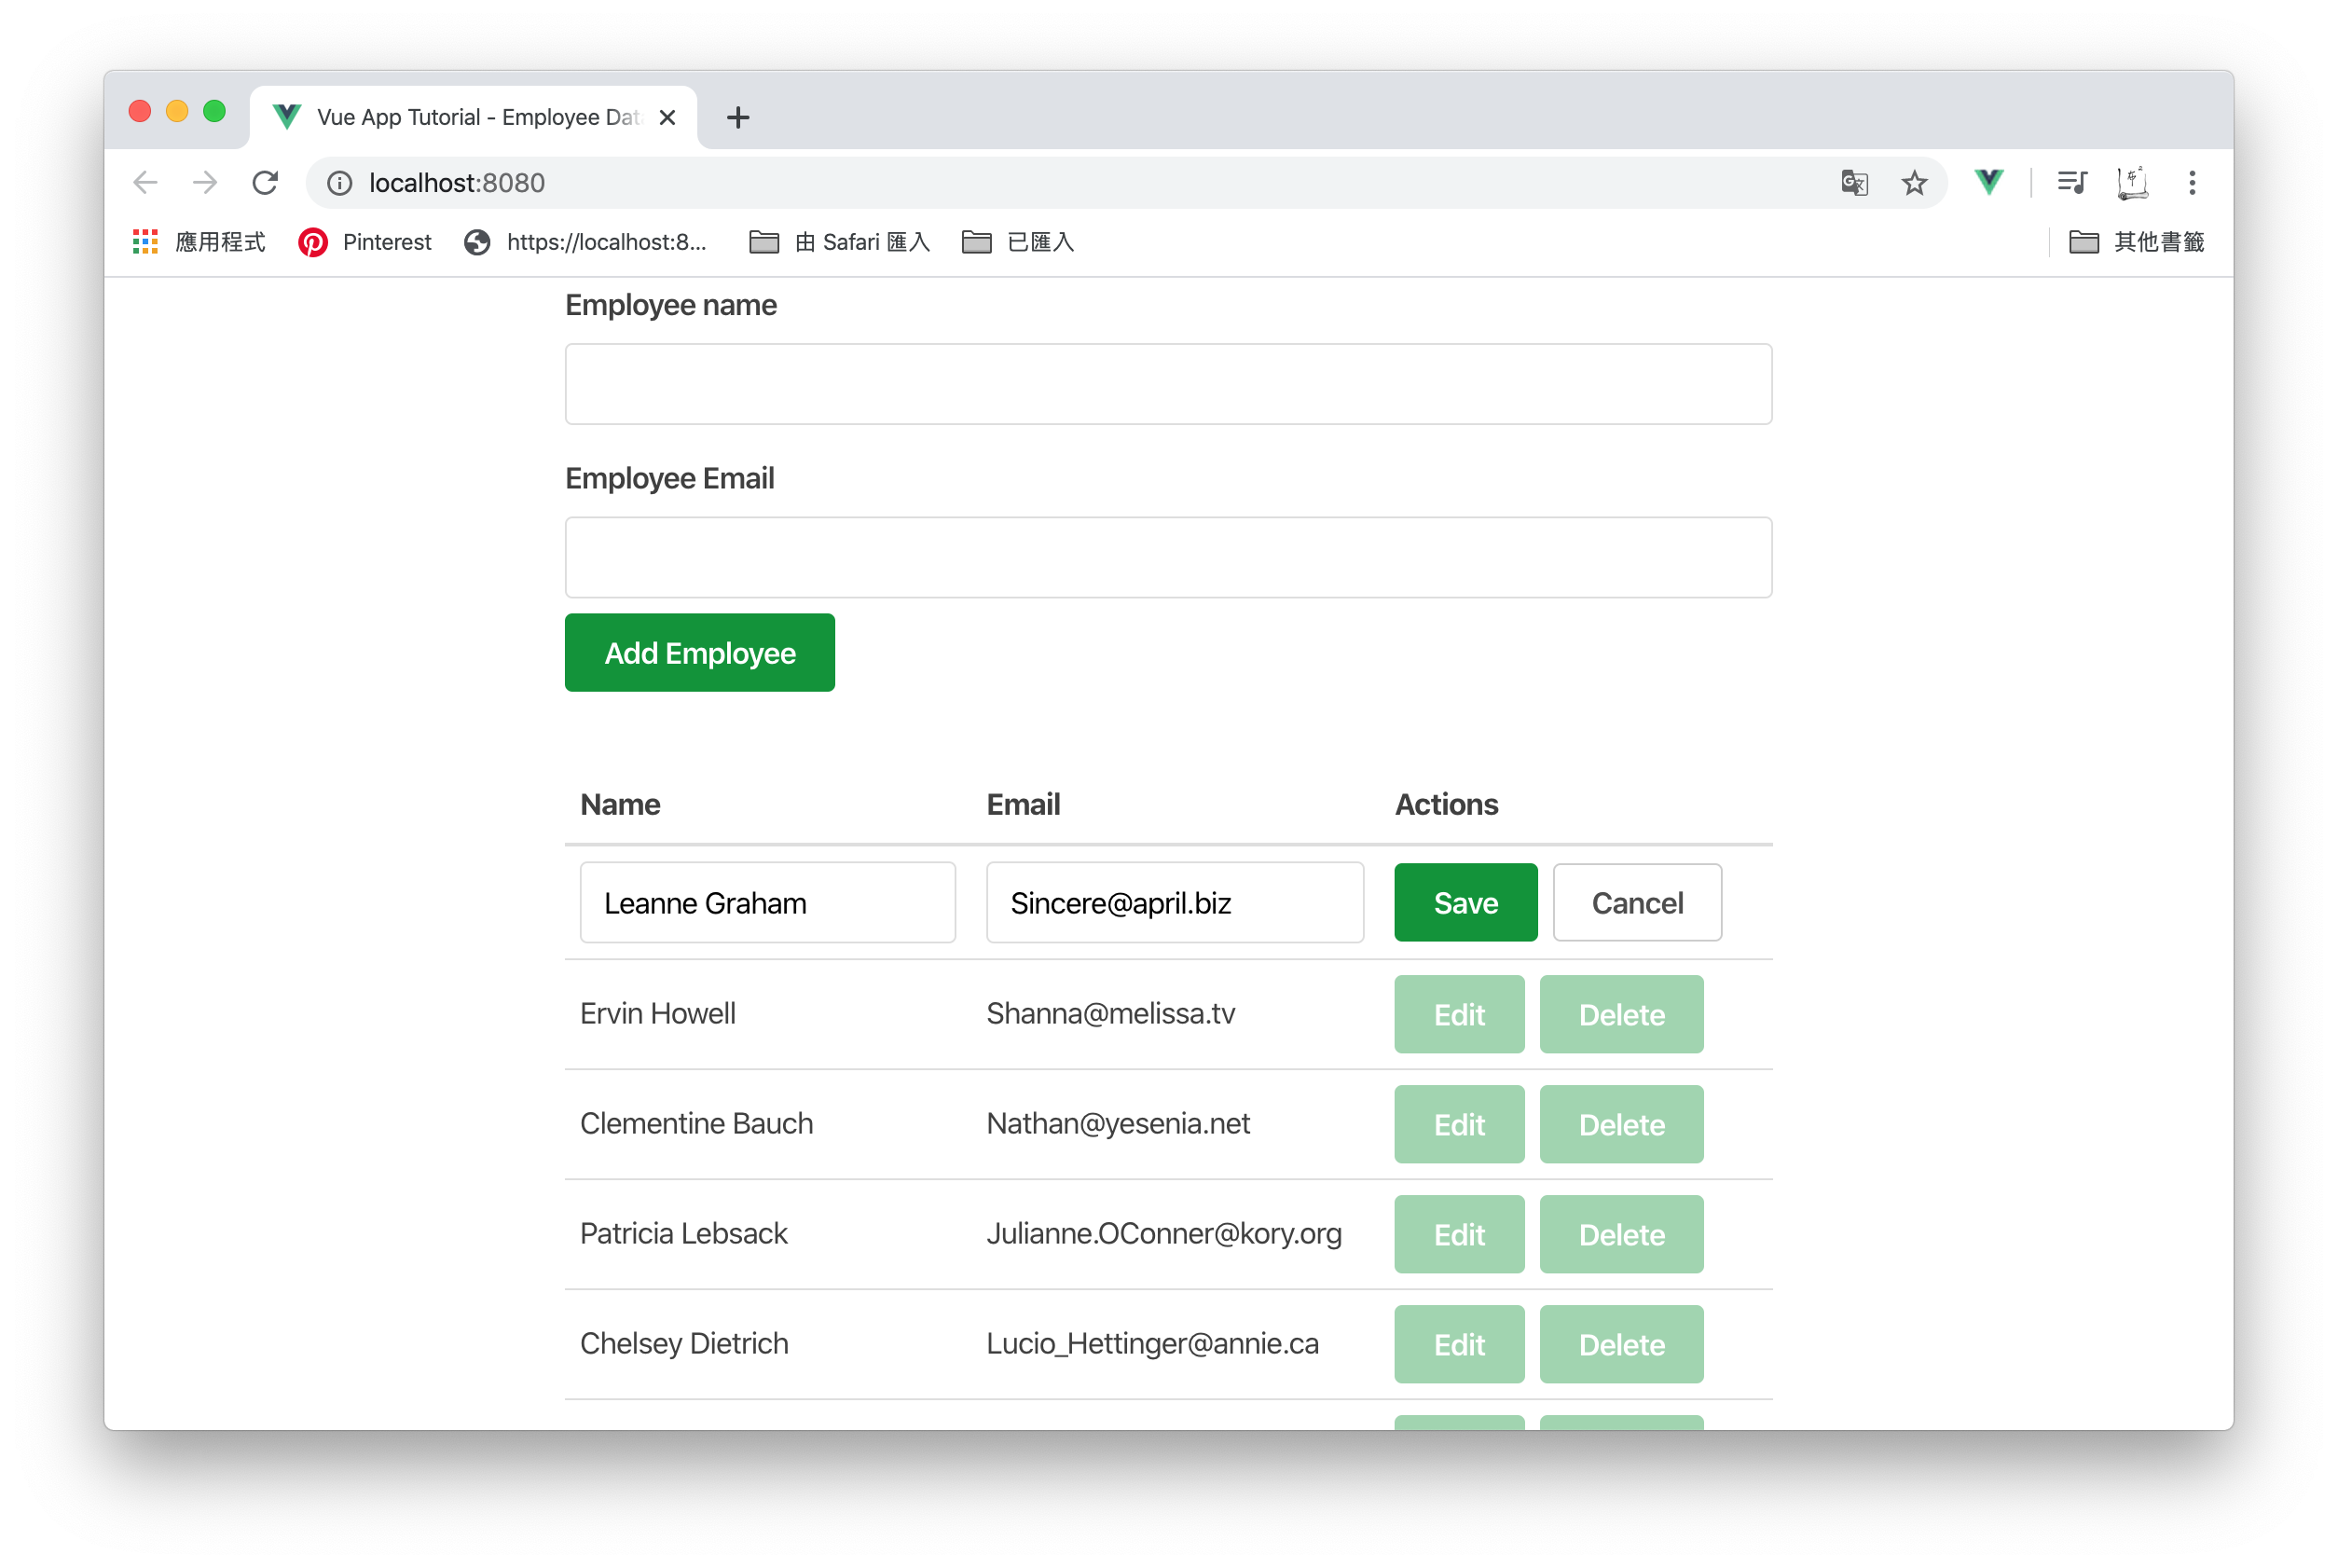 Vue App Tutorial - Employee Data
localhost:8080
應用程式 Pinterest https://localhost:8... 由 Safari 匯入 已匯入 其他書籤
Employee name
Employee Email
Add Employee
Name Email Actions
Leanne Graham Sincere@april.biz Save Cancel
Ervin Howell Shanna@melissa.tv Edit Delete
Clementine Bauch Nathan@yesenia.net Edit Delete
Patricia Lebsack Julianne.OConner@kory.org Edit Delete
Chelsey Dietrich Lucio_Hettinger@annie.ca Edit Delete